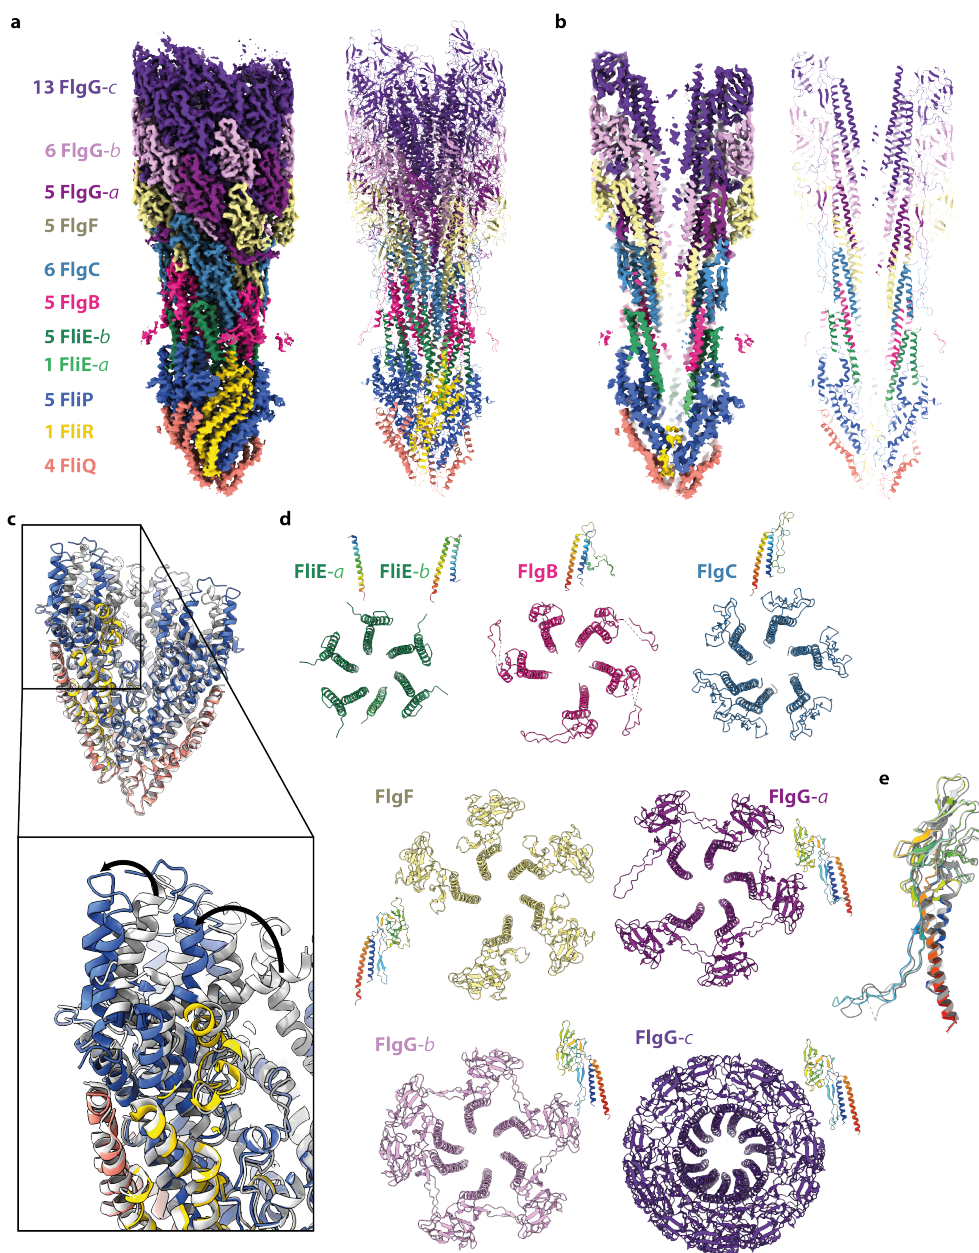 a
b
13 FlgG-c
6 FlgG-b
5 FlgG-a
5 FlgF
6 FlgC
5 FlgB
5 FliE-b
1 FliE-a
5 FliP
1 FliR
4 FliQ
c
d
FliE-a FliE-b FlgB FlgC
FlgF FlgG-a
e
FlgG-b FlgG-c